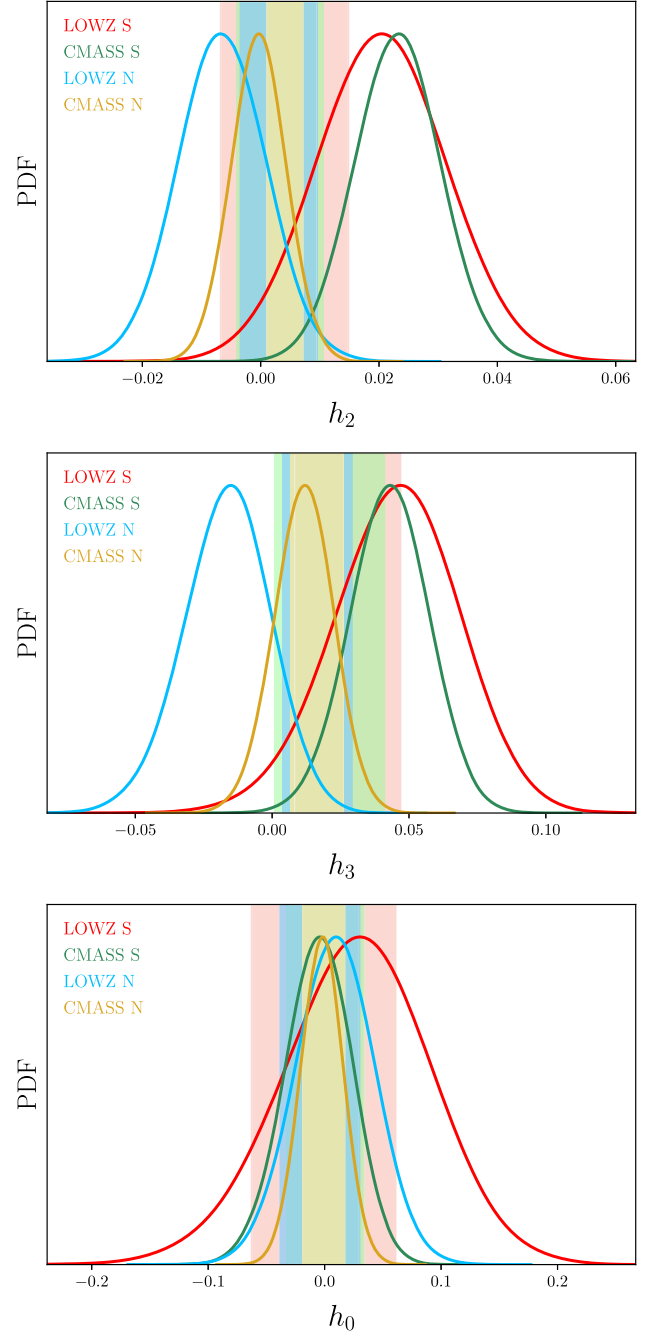 LOWZ S
CMASS S
LOWZ N
CMASS N
PDF
−0.02 0.00 0.02 0.04 0.06
h₂
LOWZ S
CMASS S
LOWZ N
CMASS N
PDF
−0.05 0.00 0.05 0.10
h₃
LOWZ S
CMASS S
LOWZ N
CMASS N
PDF
−0.2 −0.1 0.0 0.1 0.2
h₀